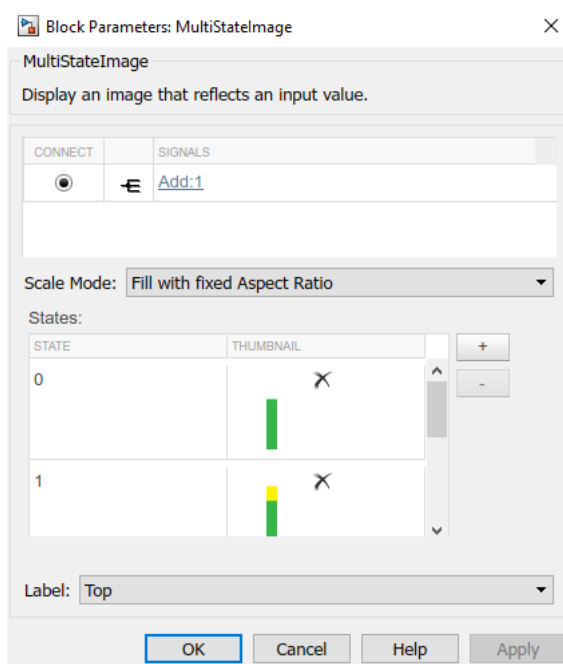 Block Parameters: MultiStateImage
MultiStateImage
Display an image that reflects an input value.
CONNECT SIGNALS
Add:1
Scale Mode: Fill with fixed Aspect Ratio
States:
STATE THUMBNAIL +
-
0
1
Label: Top
OK Cancel Help Apply